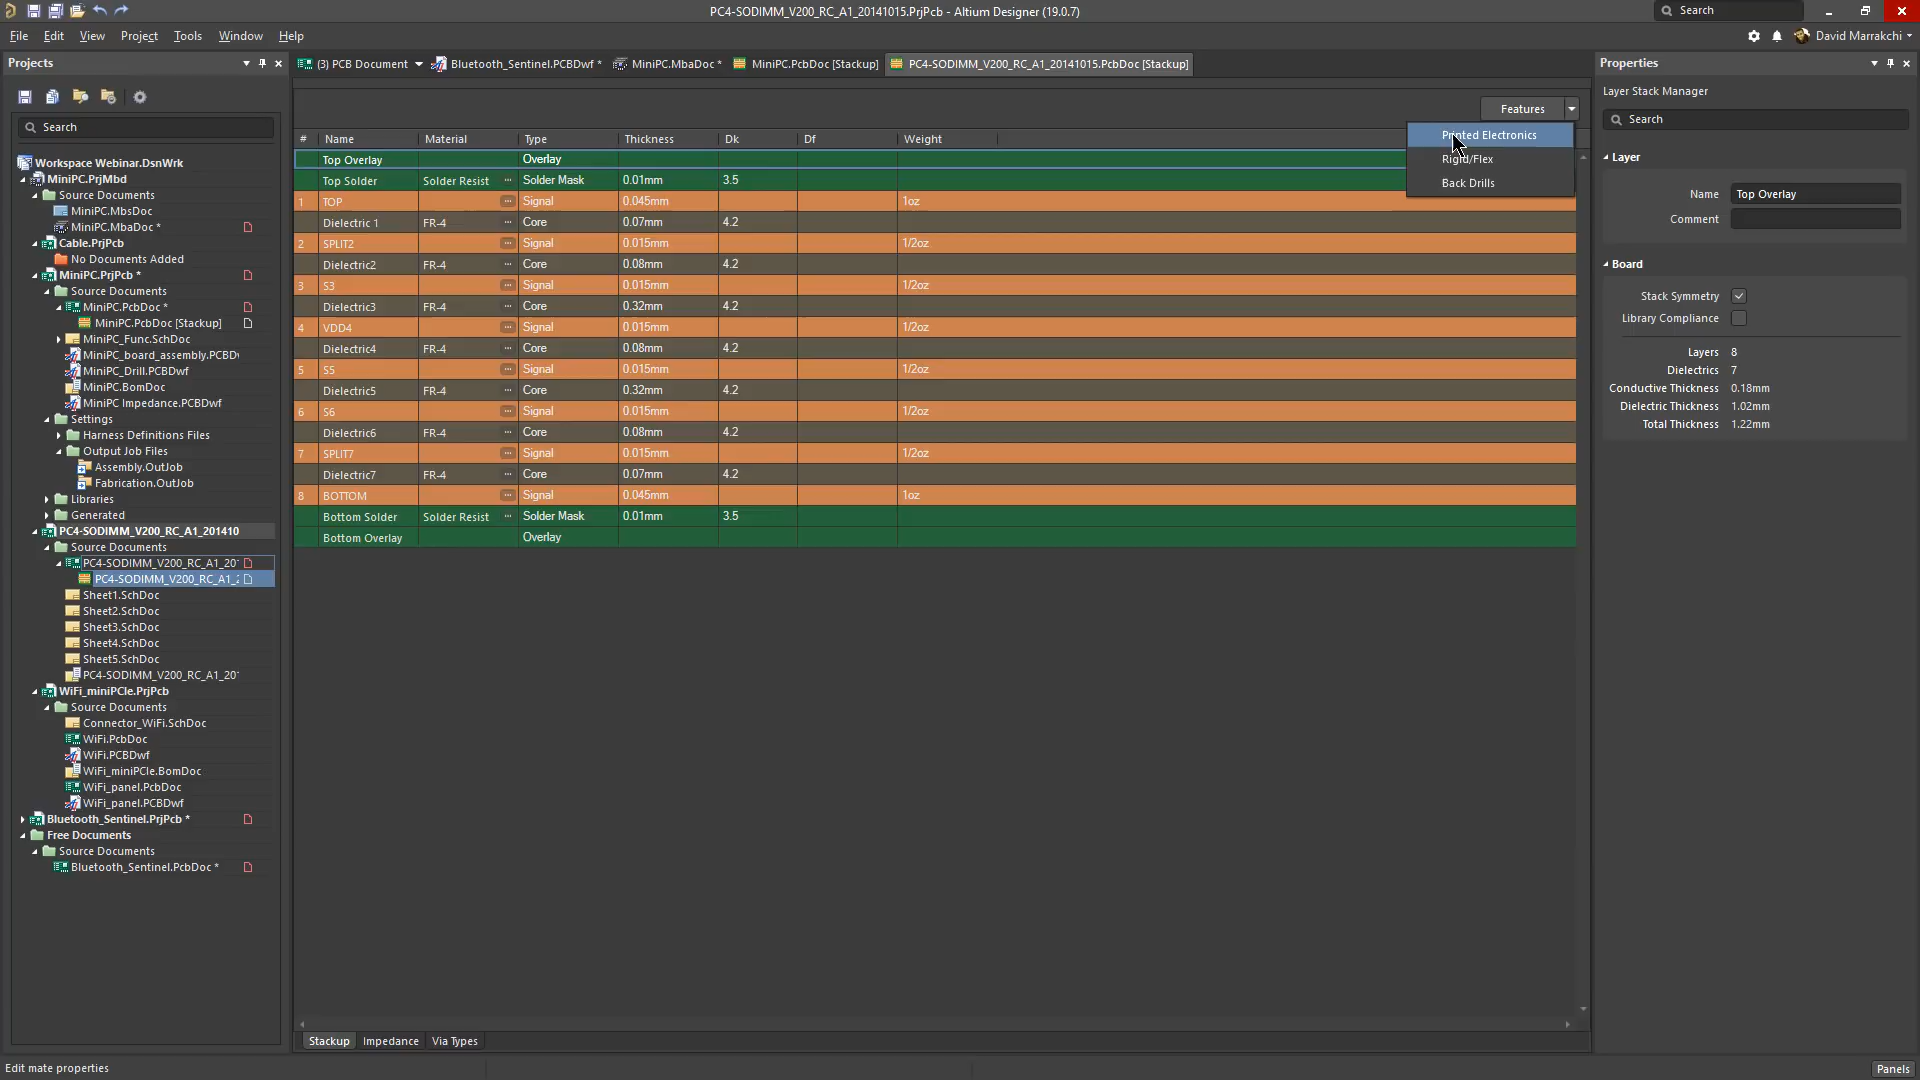 PC4-SODIMM_V200_RC_A1_20141015.PrjPcb - Altium Designer (19.0.7)
Search
File Edit View Project Tools Window Help
David Marrakchi
Projects
(3) PCB Document
Bluetooth_Sentinel.PCBDwf *
MiniPC.MbaDoc *
MiniPC.PcbDoc [Stackup]
PC4-SODIMM_V200_RC_A1_20141015.PcbDoc [Stackup]
Search
Workspace Webinar.DsnWrk
MiniPC.PrjMbd
Source Documents
MiniPC.MbsDoc
MiniPC.MbaDoc *
Cable.PrjPcb
No Documents Added
MiniPC.PrjPcb *
Source Documents
MiniPC.PcbDoc *
MiniPC.PcbDoc [Stackup]
MiniPC_Func.SchDoc
MiniPC_board_assembly.PCBD
MiniPC_Drill.PCBDwf
MiniPC.BomDoc
MiniPC Impedance.PCBDwf
Settings
Harness Definitions Files
Output Job Files
Assembly.OutJob
Fabrication.OutJob
Libraries
Generated
PC4-SODIMM_V200_RC_A1_201410
Source Documents
PC4-SODIMM_V200_RC_A1_20
PC4-SODIMM_V200_RC_A1_2
Sheet1.SchDoc
Sheet2.SchDoc
Sheet3.SchDoc
Sheet4.SchDoc
Sheet5.SchDoc
PC4-SODIMM_V200_RC_A1_20
WiFi_miniPCIe.PrjPcb
Source Documents
Connector_WiFi.SchDoc
WiFi.PcbDoc
WiFi.PCBDwf
WiFi_miniPCIe.BomDoc
WiFi_panel.PcbDoc
WiFi_panel.PCBDwf
Bluetooth_Sentinel.PrjPcb *
Free Documents
Source Documents
Bluetooth_Sentinel.PcbDoc *
Features
Printed Electronics
Rigid/Flex
Back Drills
# Name Material Type Thickness Dk Df Weight
Top Overlay Overlay
Top Solder Solder Resist ... Solder Mask 0.01mm 3.5
1 TOP ... Signal 0.045mm 1oz
Dielectric 1 FR-4 ... Core 0.07mm 4.2
2 SPLIT2 ... Signal 0.015mm 1/2oz
Dielectric2 FR-4 ... Core 0.08mm 4.2
3 S3 ... Signal 0.015mm 1/2oz
Dielectric3 FR-4 ... Core 0.32mm 4.2
4 VDD4 ... Signal 0.015mm 1/2oz
Dielectric4 FR-4 ... Core 0.08mm 4.2
5 S5 ... Signal 0.015mm 1/2oz
Dielectric5 FR-4 ... Core 0.32mm 4.2
6 S6 ... Signal 0.015mm 1/2oz
Dielectric6 FR-4 ... Core 0.08mm 4.2
7 SPLIT7 ... Signal 0.015mm 1/2oz
Dielectric7 FR-4 ... Core 0.07mm 4.2
8 BOTTOM ... Signal 0.045mm 1oz
Bottom Solder Solder Resist ... Solder Mask 0.01mm 3.5
Bottom Overlay Overlay
Stackup Impedance Via Types
Properties
Layer Stack Manager
Search
Layer
Name Top Overlay
Comment
Board
Stack Symmetry
Library Compliance
Layers 8
Dielectrics 7
Conductive Thickness 0.18mm
Dielectric Thickness 1.02mm
Total Thickness 1.22mm
Edit mate properties
Panels